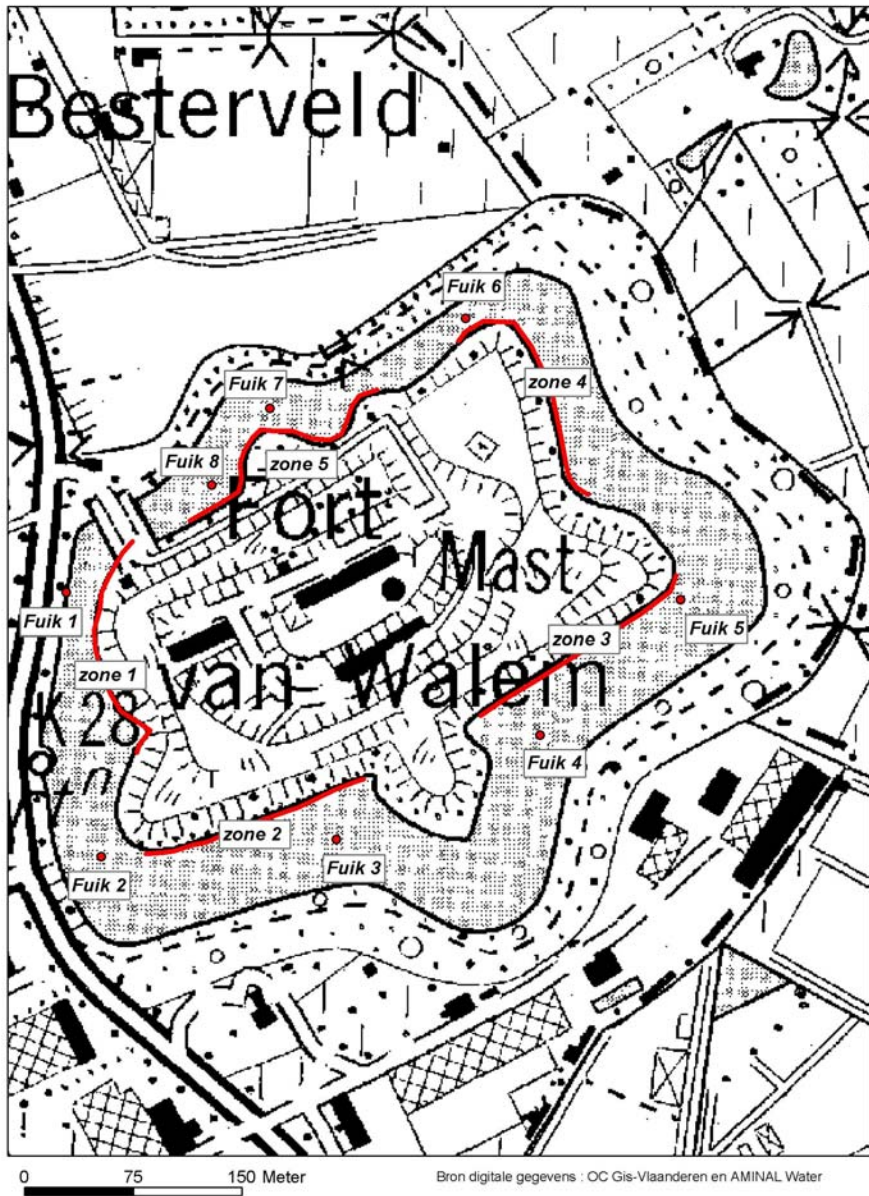 Besterveld
Fuik 6
Fuik 7
zone 4
Fuik 8
zone 5
Fort
Mast
Fuik 1
Fuik 5
zone 3
zone 1
van Walem
K 28
Fuik 4
T
n
zone 2
Fuik 3
Fuik 2
0 75 150 Meter
Bron digitale gegevens : OC Gis-Vlaanderen en AMINAL Water